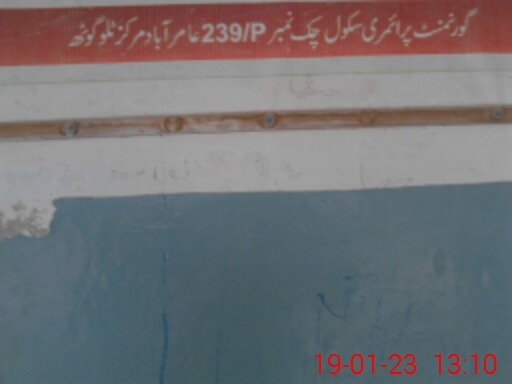 گورنمنٹ پرائمری سکول چک نمبر 239/P عامر آباد مرکز ٹلو گوٹھ
19-01-23 13:10